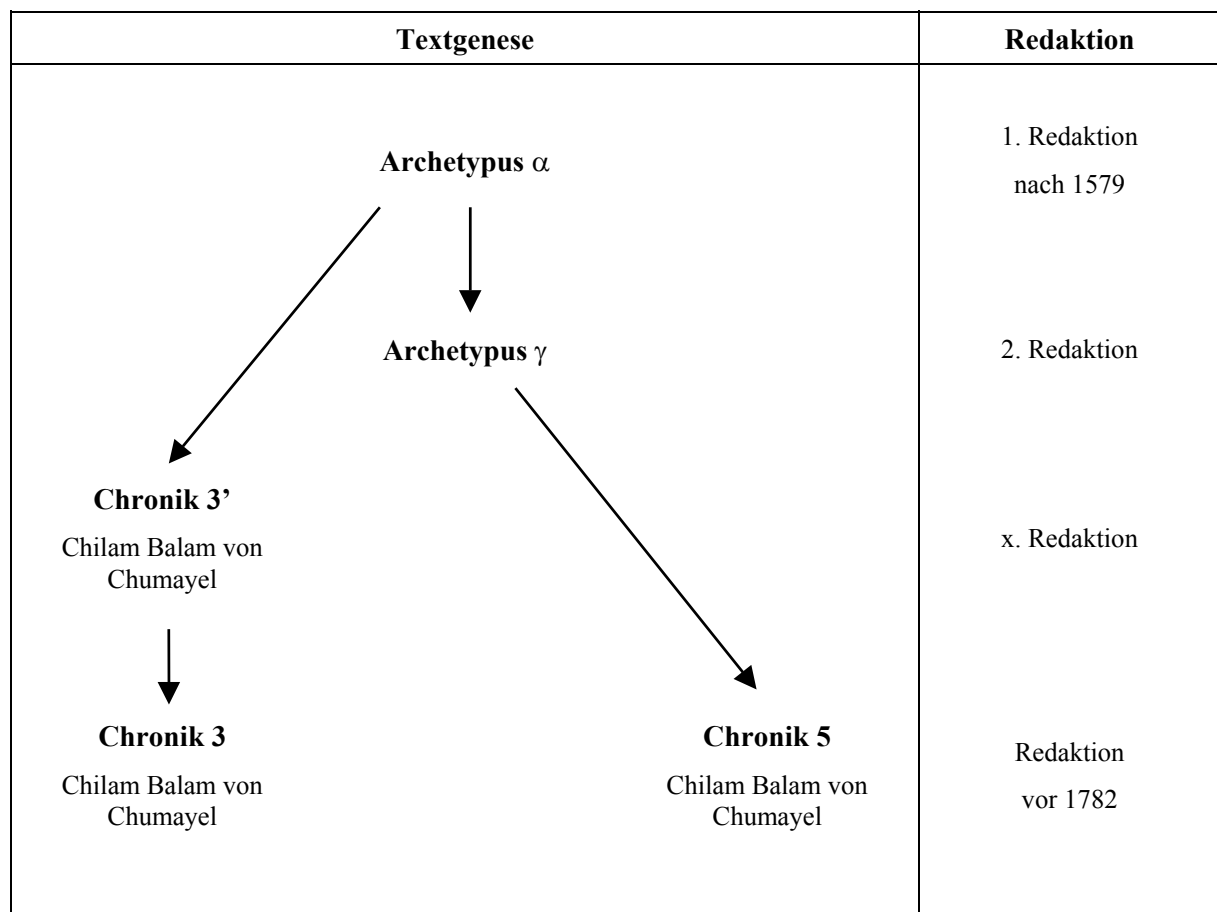 Textgenese
Redaktion
Archetypus α
1. Redaktion
nach 1579
Archetypus γ
2. Redaktion
Chronik 3’
Chilam Balam von
Chumayel
x. Redaktion
Chronik 3
Chilam Balam von
Chumayel
Chronik 5
Chilam Balam von
Chumayel
Redaktion
vor 1782